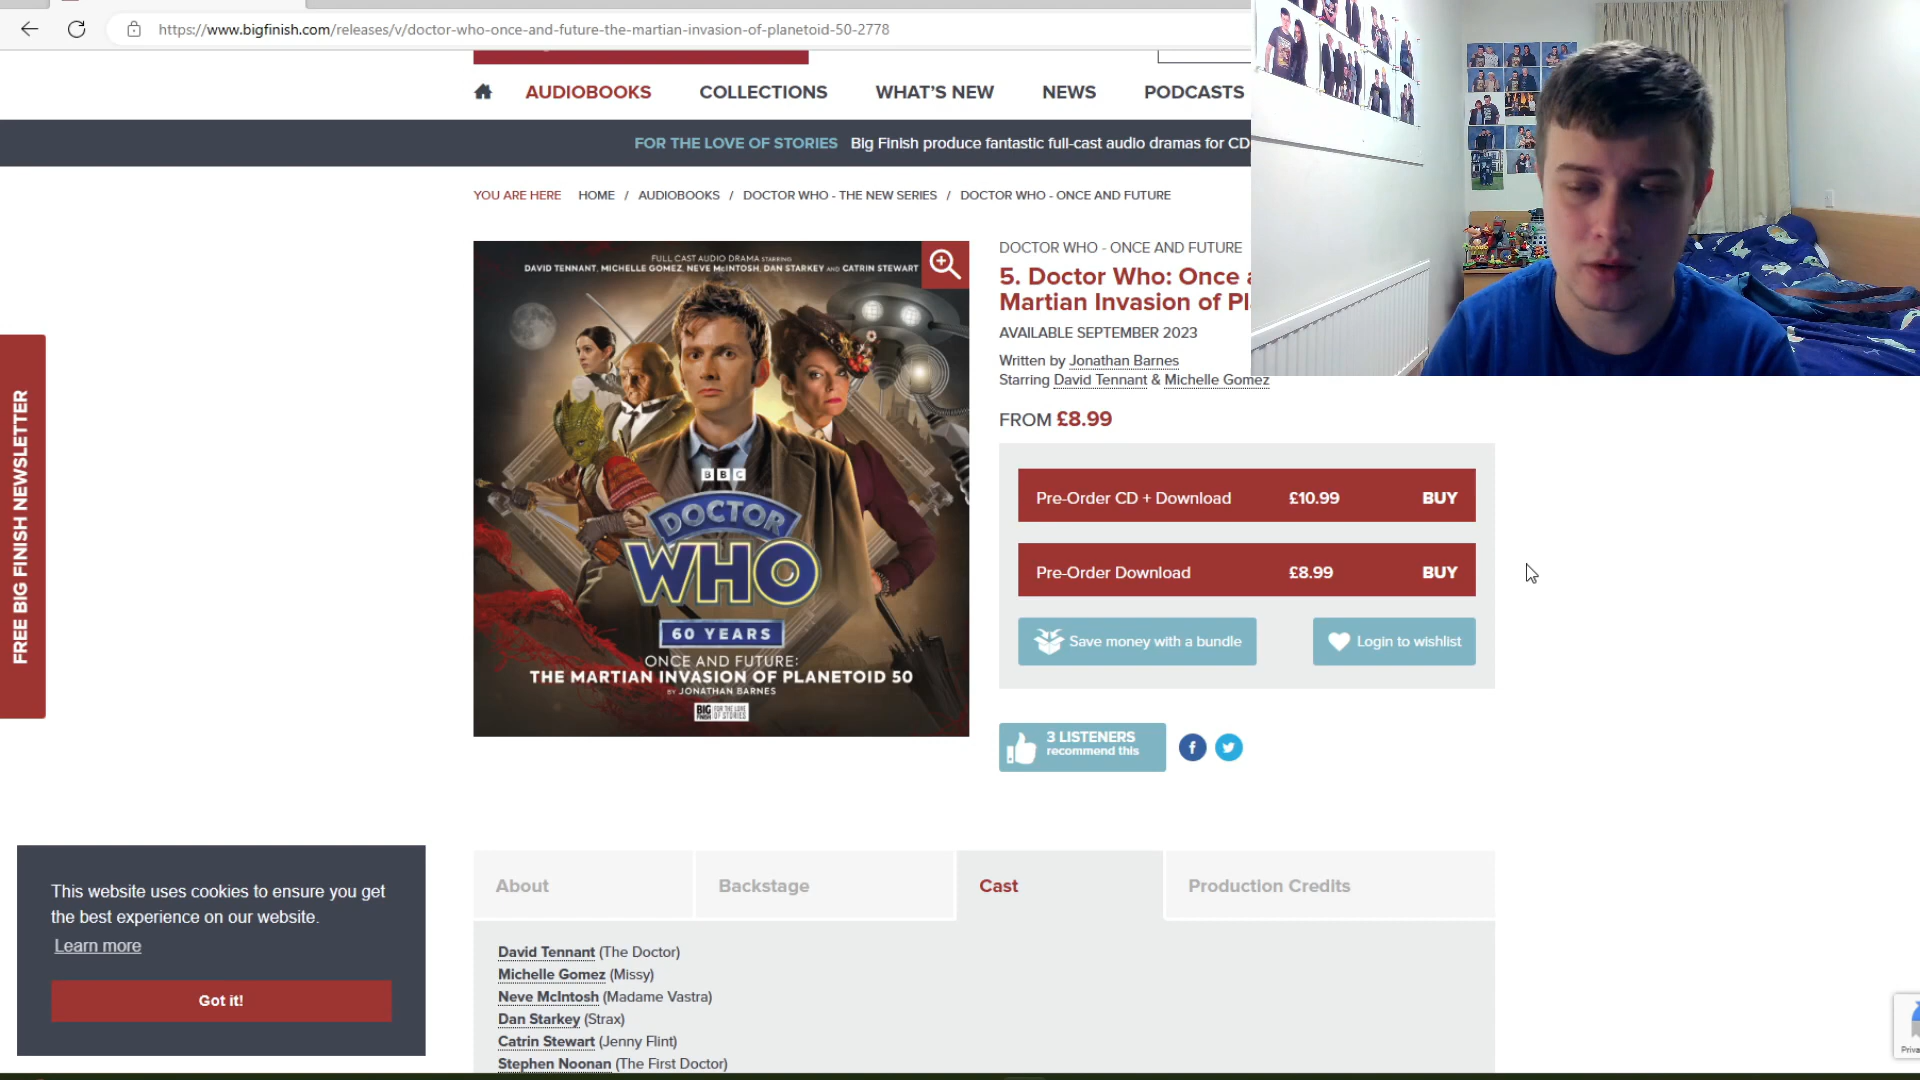 https://www.bigfinish.com/releases/v/doctor-who-once-and-future-the-martian-invasion-of-planetoid-50-2778
AUDIOBOOKS COLLECTIONS WHAT'S NEW NEWS PODCASTS
FOR THE LOVE OF STORIES Big Finish produce fantastic full-cast audio dramas for CD
YOU ARE HERE HOME / AUDIOBOOKS / DOCTOR WHO - THE NEW SERIES / DOCTOR WHO - ONCE AND FUTURE
FULL CAST AUDIO DRAMA STARRING
DAVID TENNANT, MICHELLE GOMEZ, NEVE McINTOSH, DAN STARKEY AND CATRIN STEWART
BBC
DOCTOR
WHO
60 YEARS
ONCE AND FUTURE:
THE MARTIAN INVASION OF PLANETOID 50
BY JONATHAN BARNES
BIG FINISH FOR THE LOVE OF STORIES
DOCTOR WHO - ONCE AND FUTURE
5. Doctor Who: Once
Martian Invasion of
AVAILABLE SEPTEMBER 2023
Written by Jonathan Barnes
Starring David Tennant & Michelle Gomez
FROM £8.99
Pre-Order CD + Download £10.99 BUY
Pre-Order Download £8.99 BUY
Save money with a bundle Login to wishlist
3 LISTENERS
recommend this
FREE BIG FINISH NEWSLETTER
About Backstage Cast Production Credits
David Tennant (The Doctor)
Michelle Gomez (Missy)
Neve McIntosh (Madame Vastra)
Dan Starkey (Strax)
Catrin Stewart (Jenny Flint)
Stephen Noonan (The First Doctor)
This website uses cookies to ensure you get
the best experience on our website.
Learn more
Got it!